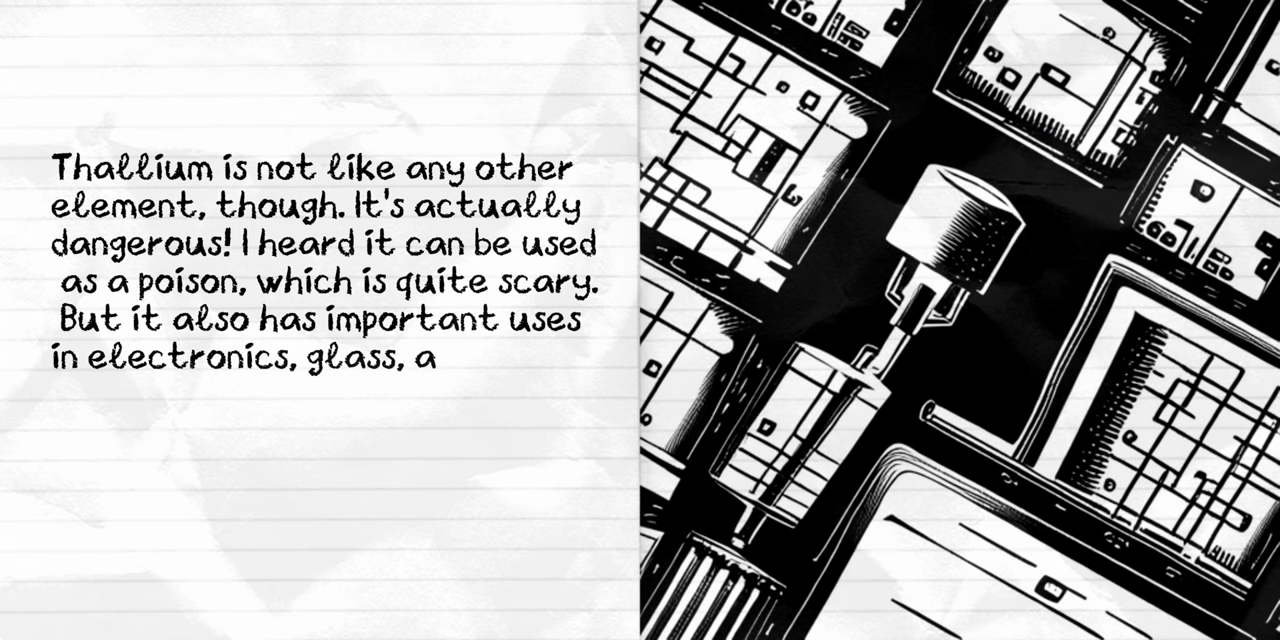 Thallium is not like any other
element, though. It's actually
dangerous! I heard it can be used
as a poison, which is quite scary.
But it also has important uses
in electronics, glass, a